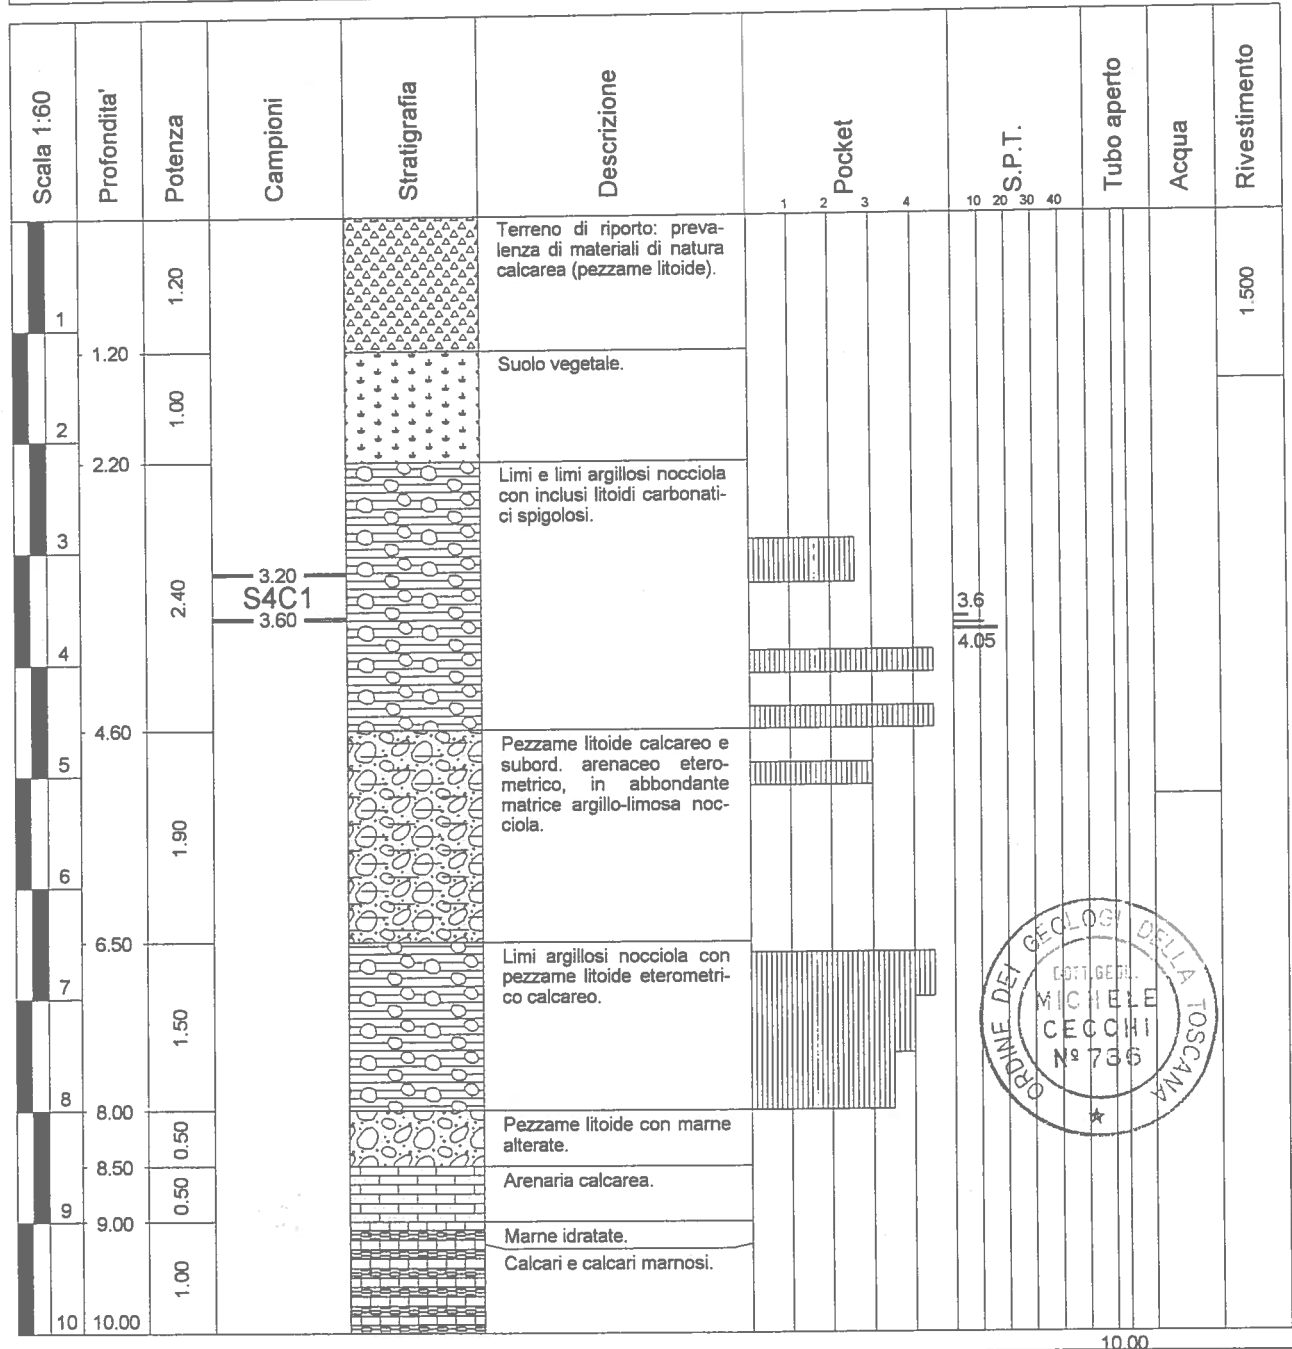 Scala 1:60
Profondita'
Potenza
Campioni
Stratigrafia
Descrizione
Pocket
1 2 3 4
S.P.T.
10 20 30 40
Tubo aperto
Acqua
Rivestimento
1
2
3
4
5
6
7
8
9
10
1.20
2.20
4.60
6.50
8.00
8.50
9.00
10.00
1.20
1.00
2.40
1.90
1.50
0.50
0.50
1.00
3.20
S4C1
3.60
Terreno di riporto: preva-
lenza di materiali di natura
calcarea (pezzame litoide).
Suolo vegetale.
Limi e limi argillosi nocciola
con inclusi litoidi carbonati-
ci spigolosi.
Pezzame litoide calcareo e
subord. arenaceo etero-
metrico, in abbondante
matrice argillo-limosa noc-
ciola.
Limi argillosi nocciola con
pezzame litoide eterometri-
co calcareo.
Pezzame litoide con marne
alterate.
Arenaria calcarea.
Marne idratate.
Calcari e calcari marnosi.
3.6
4.05
1.500
ORDINE DEI GEOLOGI DELLA TOSCANA
DOTT.GEOL.
MICHELE
CECCHI
Nº 736
10.00